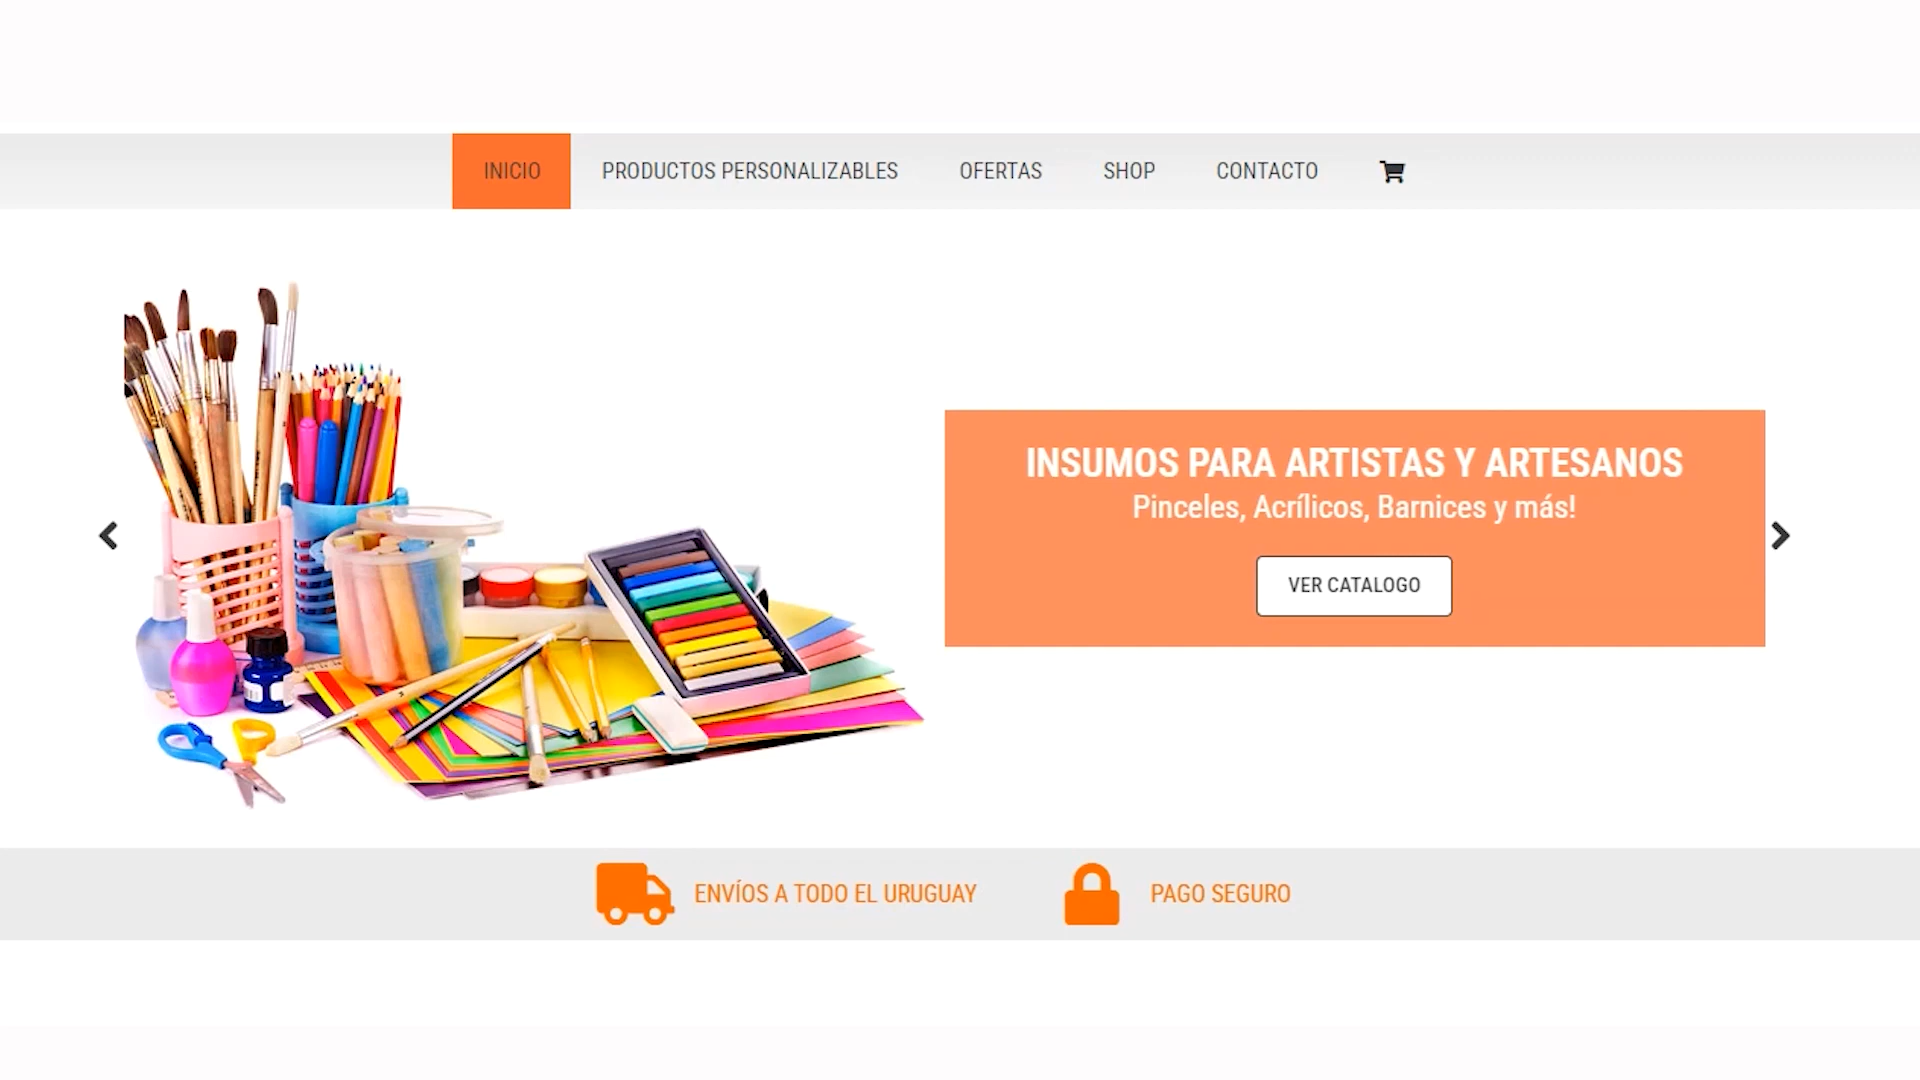 INICIO PRODUCTOS PERSONALIZABLES OFERTAS SHOP CONTACTO
INSUMOS PARA ARTISTAS Y ARTESANOS
Pinceles, Acrílicos, Barnices y más!
VER CATALOGO
ENVÍOS A TODO EL URUGUAY PAGO SEGURO